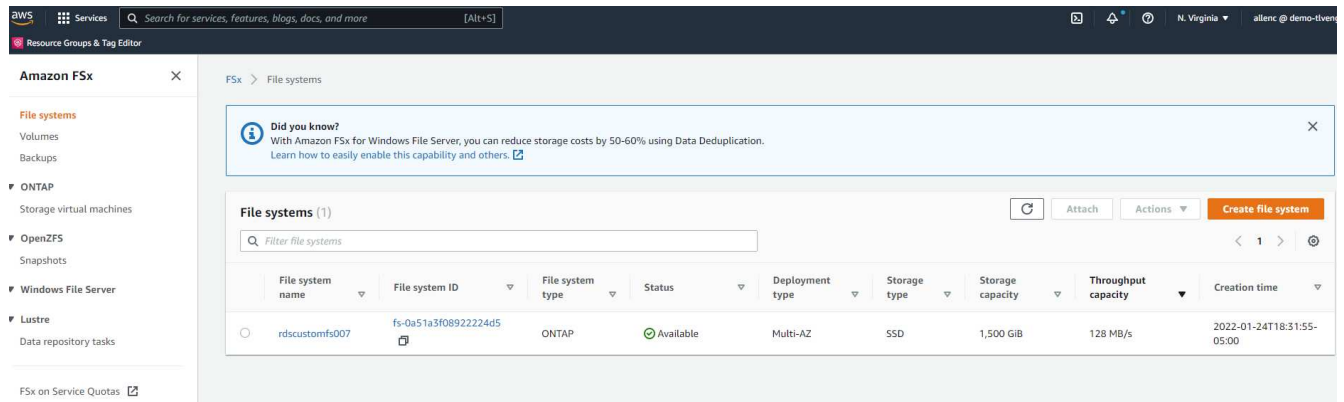 aws
Services
Search for services, features, blogs, docs, and more
[Alt+S]
N. Virginia
allenc @ demo-tlveng
Resource Groups & Tag Editor
Amazon FSx
File systems
Volumes
Backups
ONTAP
Storage virtual machines
OpenZFS
Snapshots
Windows File Server
Lustre
Data repository tasks
FSx on Service Quotas
FSx > File systems
Did you know?
With Amazon FSx for Windows File Server, you can reduce storage costs by 50-60% using Data Deduplication.
Learn how to easily enable this capability and others.
File systems (1)
Attach
Actions
Create file system
Filter file systems
1
File system name
File system ID
File system type
Status
Deployment type
Storage type
Storage capacity
Throughput capacity
Creation time
rdscustomfs007
fs-0a51a3f08922224d5
ONTAP
Available
Multi-AZ
SSD
1,500 GiB
128 MB/s
2022-01-24T18:31:55-
05:00